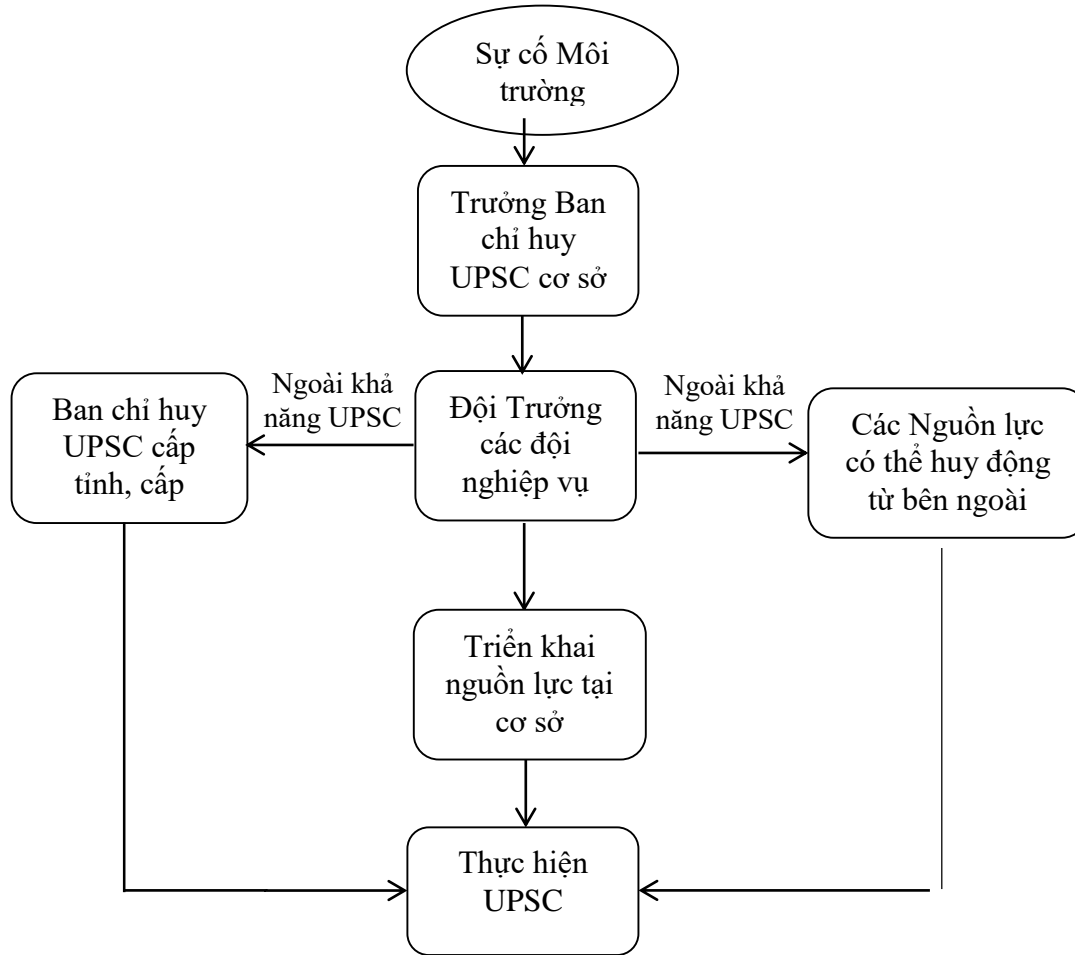 Sự cố Môi
trường
Trưởng Ban
chỉ huy
UPSC cơ sở
Ban chỉ huy
UPSC cấp
tỉnh, cấp
Ngoài khả
năng UPSC
Đội Trưởng
các đội
nghiệp vụ
Ngoài khả
năng UPSC
Các Nguồn lực
có thể huy động
từ bên ngoài
Triển khai
nguồn lực tại
cơ sở
Thực hiện
UPSC